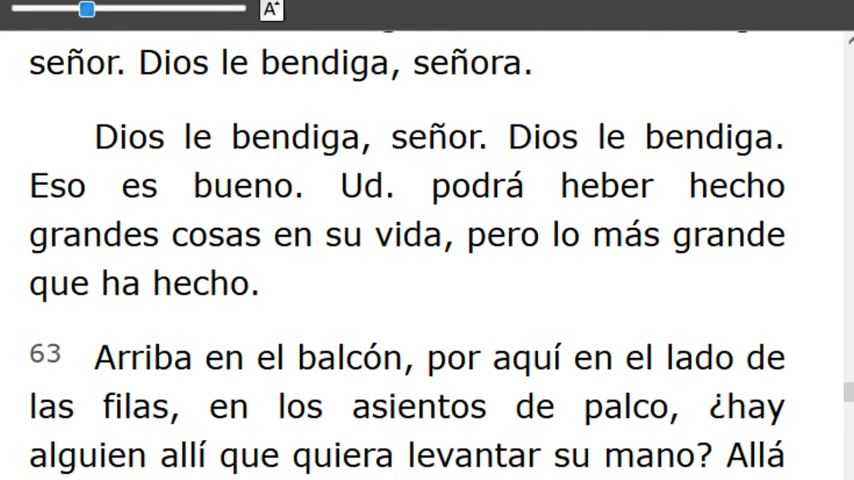 A
señor. Dios le bendiga, señora.
Dios le bendiga, señor. Dios le bendiga.
Eso es bueno. Ud. podrá heber hecho
grandes cosas en su vida, pero lo más grande
que ha hecho.
63 Arriba en el balcón, por aquí en el lado de
las filas, en los asientos de palco, ¿hay
alguien allí que quiera levantar su mano? Allá